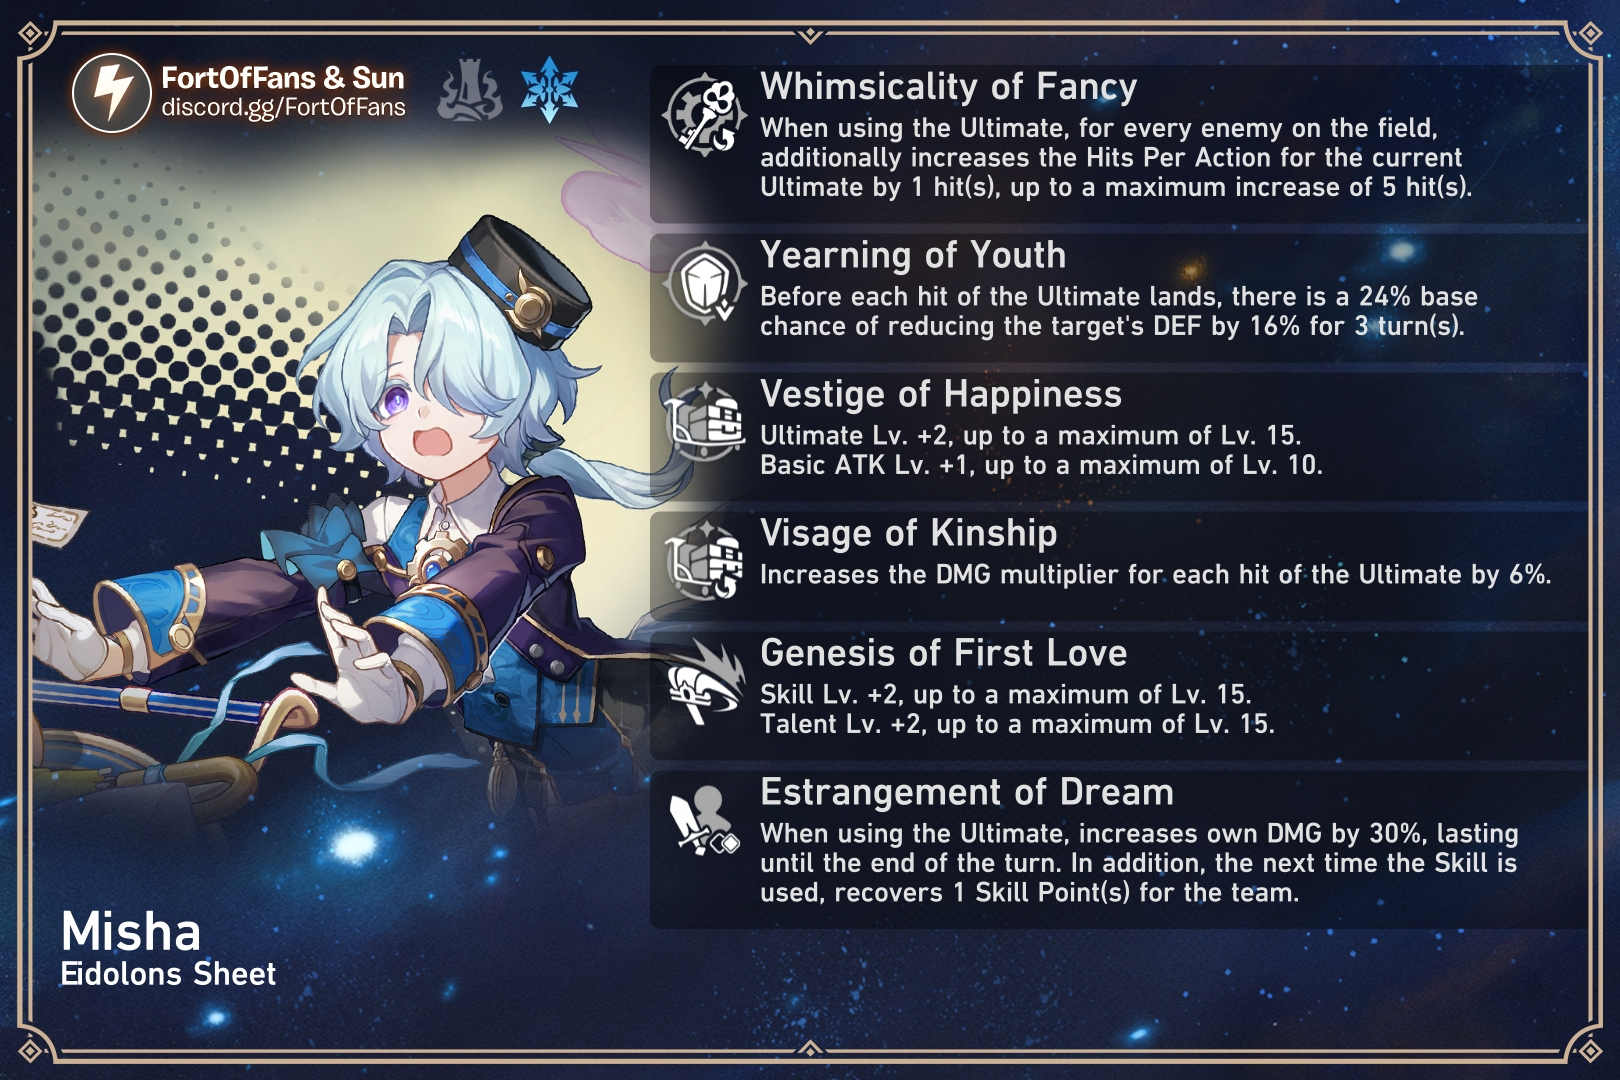 FortOfFans & Sun
discord.gg/FortOfFans
Whimsicality of Fancy
When using the Ultimate, for every enemy on the field,
additionally increases the Hits Per Action for the current
Ultimate by 1 hit(s), up to a maximum increase of 5 hit(s).
Yearning of Youth
Before each hit of the Ultimate lands, there is a 24% base
chance of reducing the target's DEF by 16% for 3 turn(s).
Vestige of Happiness
Ultimate Lv. +2, up to a maximum of Lv. 15.
Basic ATK Lv. +1, up to a maximum of Lv. 10.
Visage of Kinship
Increases the DMG multiplier for each hit of the Ultimate by 6%.
Genesis of First Love
Skill Lv. +2, up to a maximum of Lv. 15.
Talent Lv. +2, up to a maximum of Lv. 15.
Estrangement of Dream
When using the Ultimate, increases own DMG by 30%, lasting
until the end of the turn. In addition, the next time the Skill is
used, recovers 1 Skill Point(s) for the team.
Misha
Eidolons Sheet